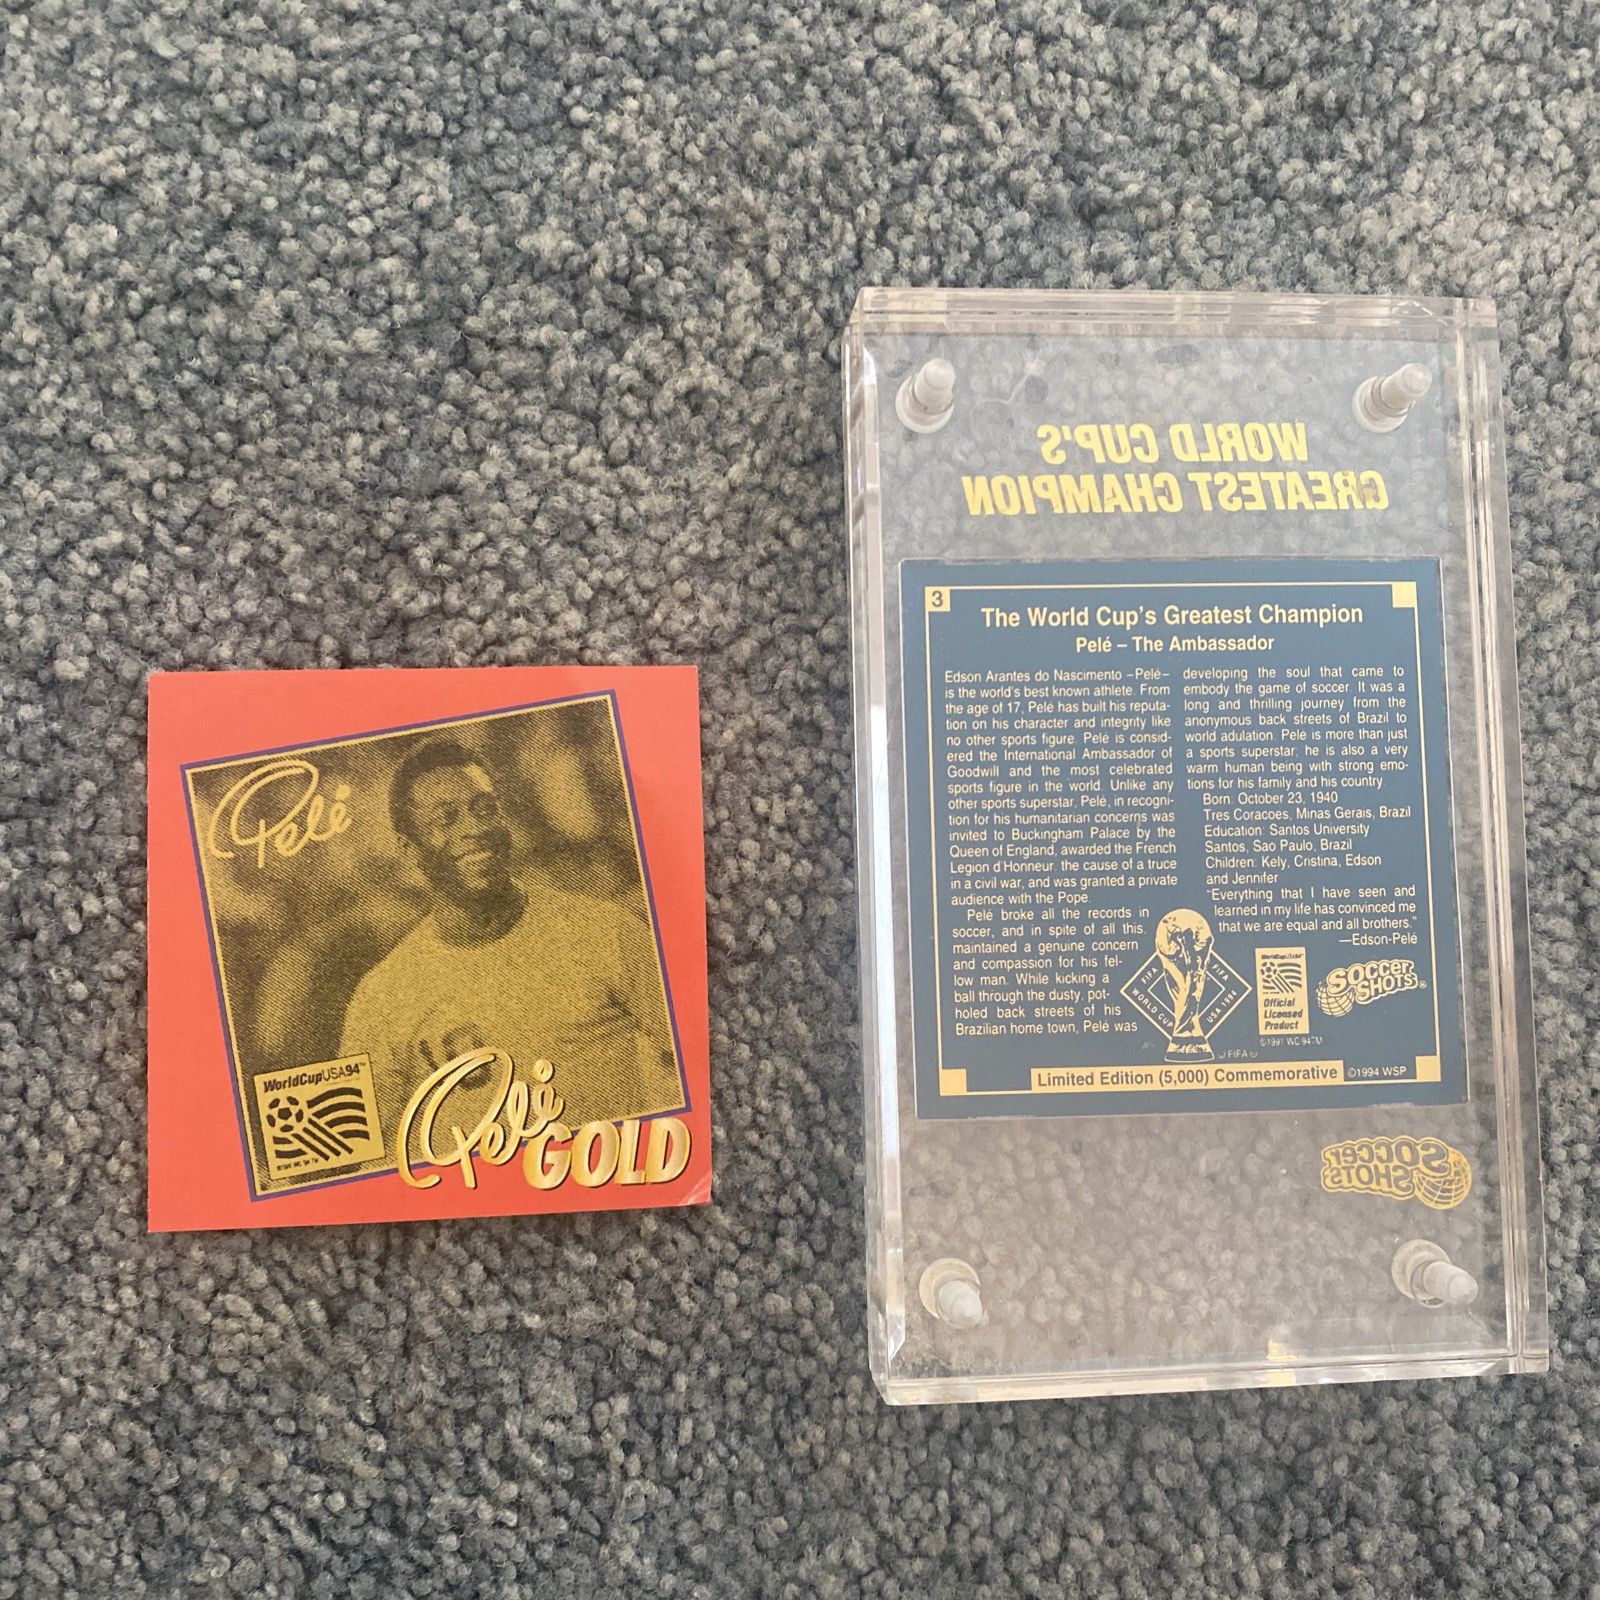 Pelé
WorldCupUSA94™
Pelé
GOLD
WORLD CUP'S
GREATEST CHAMPION
3
The World Cup's Greatest Champion
Pelé – The Ambassador
Edson Arantes do Nascimento –Pelé–
is the world's best known athlete. From
the age of 17, Pelé has built his reputa-
tion on his character and integrity like
no other sports figure. Pelé is consid-
ered the International Ambassador of
Goodwill and the most celebrated
sports figure in the world. Unlike any
other sports superstar, Pelé, in recogni-
tion for his humanitarian concerns was
invited to Buckingham Palace by the
Queen of England, awarded the French
Legion d'Honneur, the cause of a truce
in a civil war, and was granted a private
audience with the Pope.
Pelé broke all the records in
soccer, and in spite of all this,
maintained a genuine concern
and compassion for his fel-
low man. While kicking a
ball through the dusty, pot-
holed back streets of his
Brazilian home town, Pelé was
developing the soul that came to
embody the game of soccer. It was a
long and thrilling journey from the
anonymous back streets of Brazil to
world adulation. Pelé is more than just
a sports superstar; he is also a very
warm human being with strong emo-
tions for his family and his country.
Born: October 23, 1940
Tres Coracoes, Minas Gerais, Brazil
Education: Santos University
Santos, Sao Paulo, Brazil
Children: Kely, Cristina, Edson
and Jennifer
"Everything that I have seen and
learned in my life has convinced me
that we are equal and all brothers."
—Edson-Pelé
FIFA
WORLD CUP
FIFA
USA 1994
FIFA
WorldCupUSA94™
Official
Licensed
Product
©1991 WC 94™
SOCCER
SHOTS®
Limited Edition (5,000) Commemorative
©1994 WSP
SOCCER
SHOTS